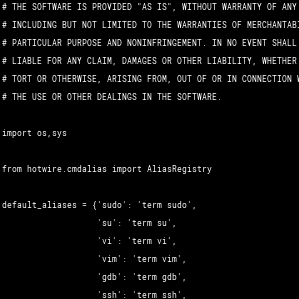 # THE SOFTWARE IS PROVIDED "AS IS", WITHOUT WARRANTY OF ANY
# INCLUDING BUT NOT LIMITED TO THE WARRANTIES OF MERCHANTABI
# PARTICULAR PURPOSE AND NONINFRINGEMENT. IN NO EVENT SHALL
# LIABLE FOR ANY CLAIM, DAMAGES OR OTHER LIABILITY, WHETHER
# TORT OR OTHERWISE, ARISING FROM, OUT OF OR IN CONNECTION W
# THE USE OR OTHER DEALINGS IN THE SOFTWARE.
import os,sys
from hotwire.cmdalias import AliasRegistry
default_aliases = {'sudo': 'term sudo',
'su': 'term su',
'vi': 'term vi',
'vim': 'term vim',
'gdb': 'term gdb',
'ssh': 'term ssh',